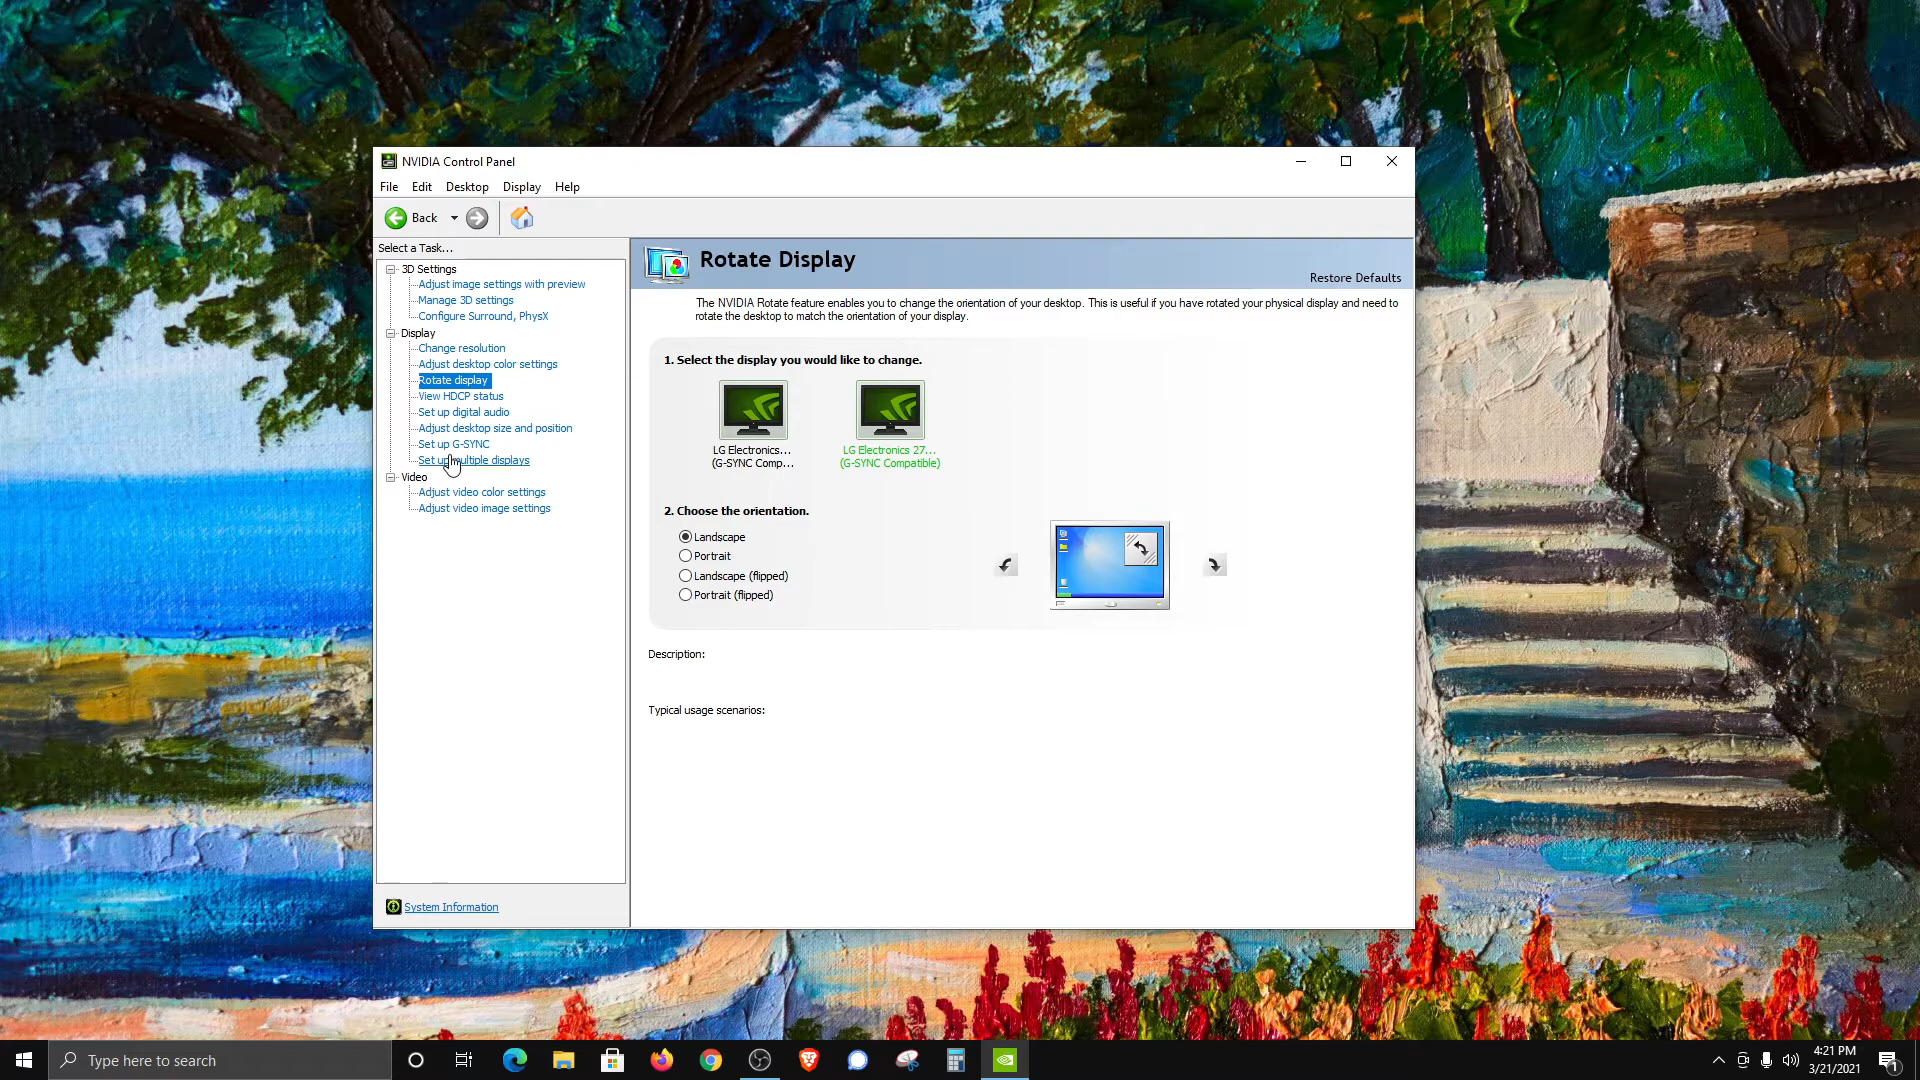 NVIDIA Control Panel
File Edit Desktop Display Help
Back
Select a Task...
3D Settings
Adjust image settings with preview
Manage 3D settings
Configure Surround, PhysX
Display
Change resolution
Adjust desktop color settings
Rotate display
View HDCP status
Set up digital audio
Adjust desktop size and position
Set up G-SYNC
Set up multiple displays
Video
Adjust video color settings
Adjust video image settings
System Information
Rotate Display
Restore Defaults
The NVIDIA Rotate feature enables you to change the orientation of your desktop. This is useful if you have rotated your physical display and need to
rotate the desktop to match the orientation of your display.
1. Select the display you would like to change.
LG Electronics...
(G-SYNC Comp...
LG Electronics 27...
(G-SYNC Compatible)
2. Choose the orientation.
Landscape
Portrait
Landscape (flipped)
Portrait (flipped)
Description:
Typical usage scenarios:
Type here to search
4:21 PM
3/21/2021
1